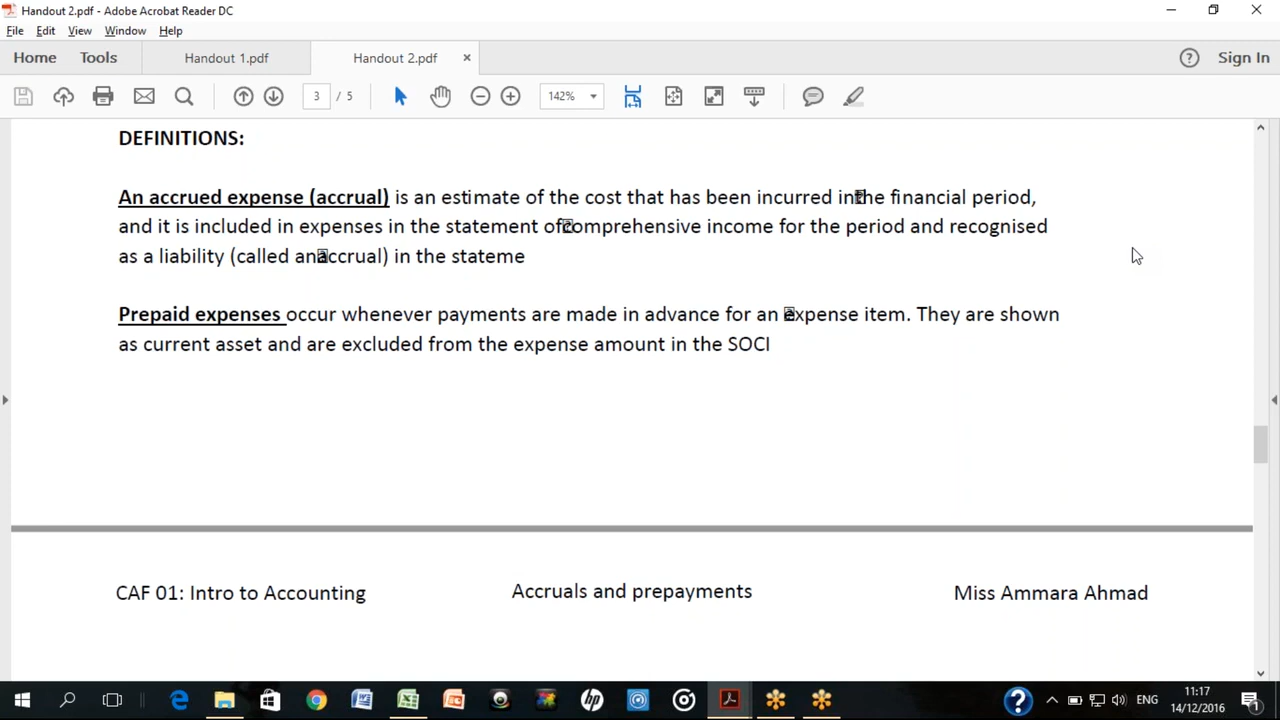 Handout 2.pdf - Adobe Acrobat Reader DC
File Edit View Window Help
Home Tools Handout 1.pdf Handout 2.pdf × Sign In
3 / 5 142%
DEFINITIONS:
An accrued expense (accrual) is an estimate of the cost that has been incurred in the financial period,
and it is included in expenses in the statement of comprehensive income for the period and recognised
as a liability (called an accrual) in the stateme
Prepaid expenses occur whenever payments are made in advance for an expense item. They are shown
as current asset and are excluded from the expense amount in the SOCI
CAF 01: Intro to Accounting Accruals and prepayments Miss Ammara Ahmad
ENG 11:17
14/12/2016 1